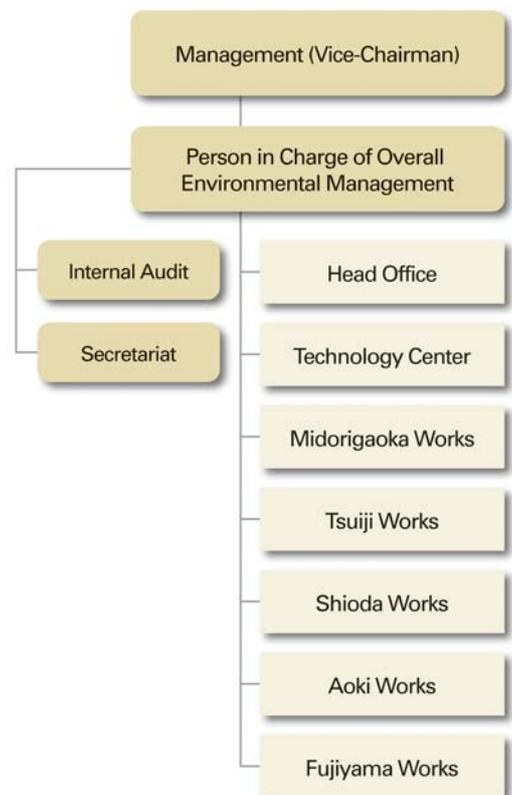 Management (Vice-Chairman)
Person in Charge of Overall
Environmental Management
Internal Audit
Secretariat
Head Office
Technology Center
Midorigaoka Works
Tsuiji Works
Shioda Works
Aoki Works
Fujiyama Works